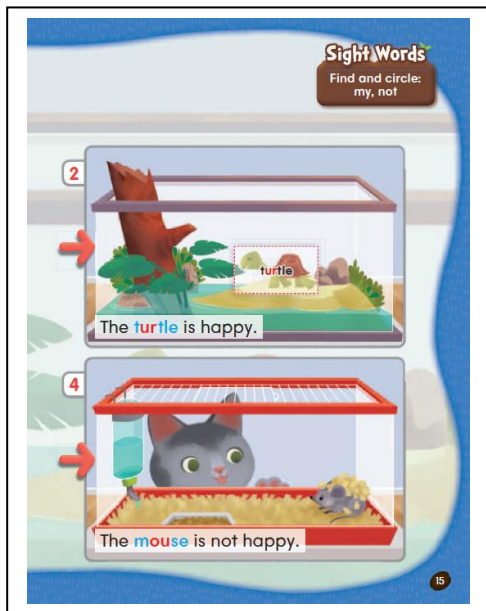 Sight Words
Find and circle:
my, not
2
turtle
The turtle is happy.
4
The mouse is not happy.
15